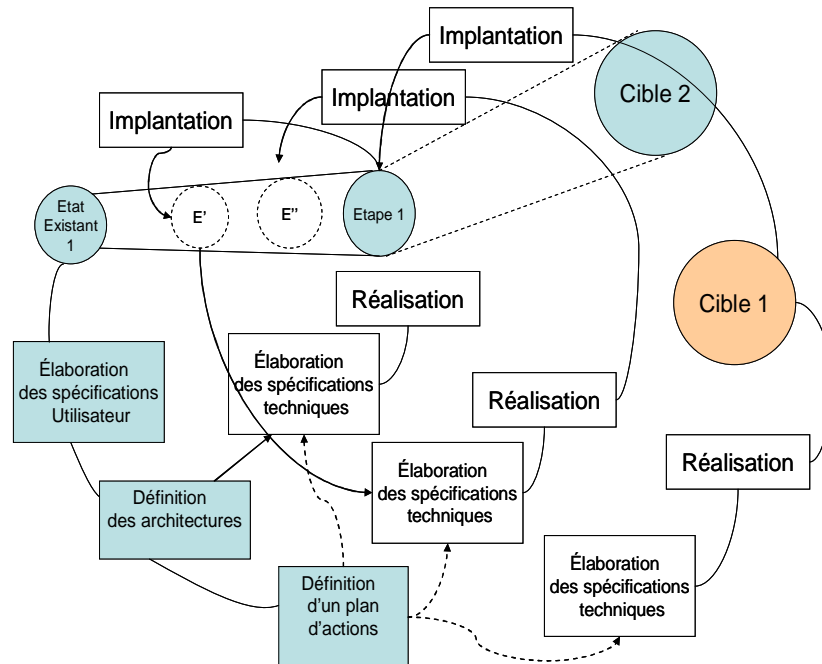 Implantation
Implantation
Cible 2
Implantation
Etat
Existant
1
E'
E''
Etape 1
Cible 1
Réalisation
Élaboration
des spécifications
Utilisateur
Élaboration
des spécifications
techniques
Réalisation
Réalisation
Élaboration
des spécifications
techniques
Définition
des architectures
Élaboration
des spécifications
techniques
Définition
d'un plan
d'actions